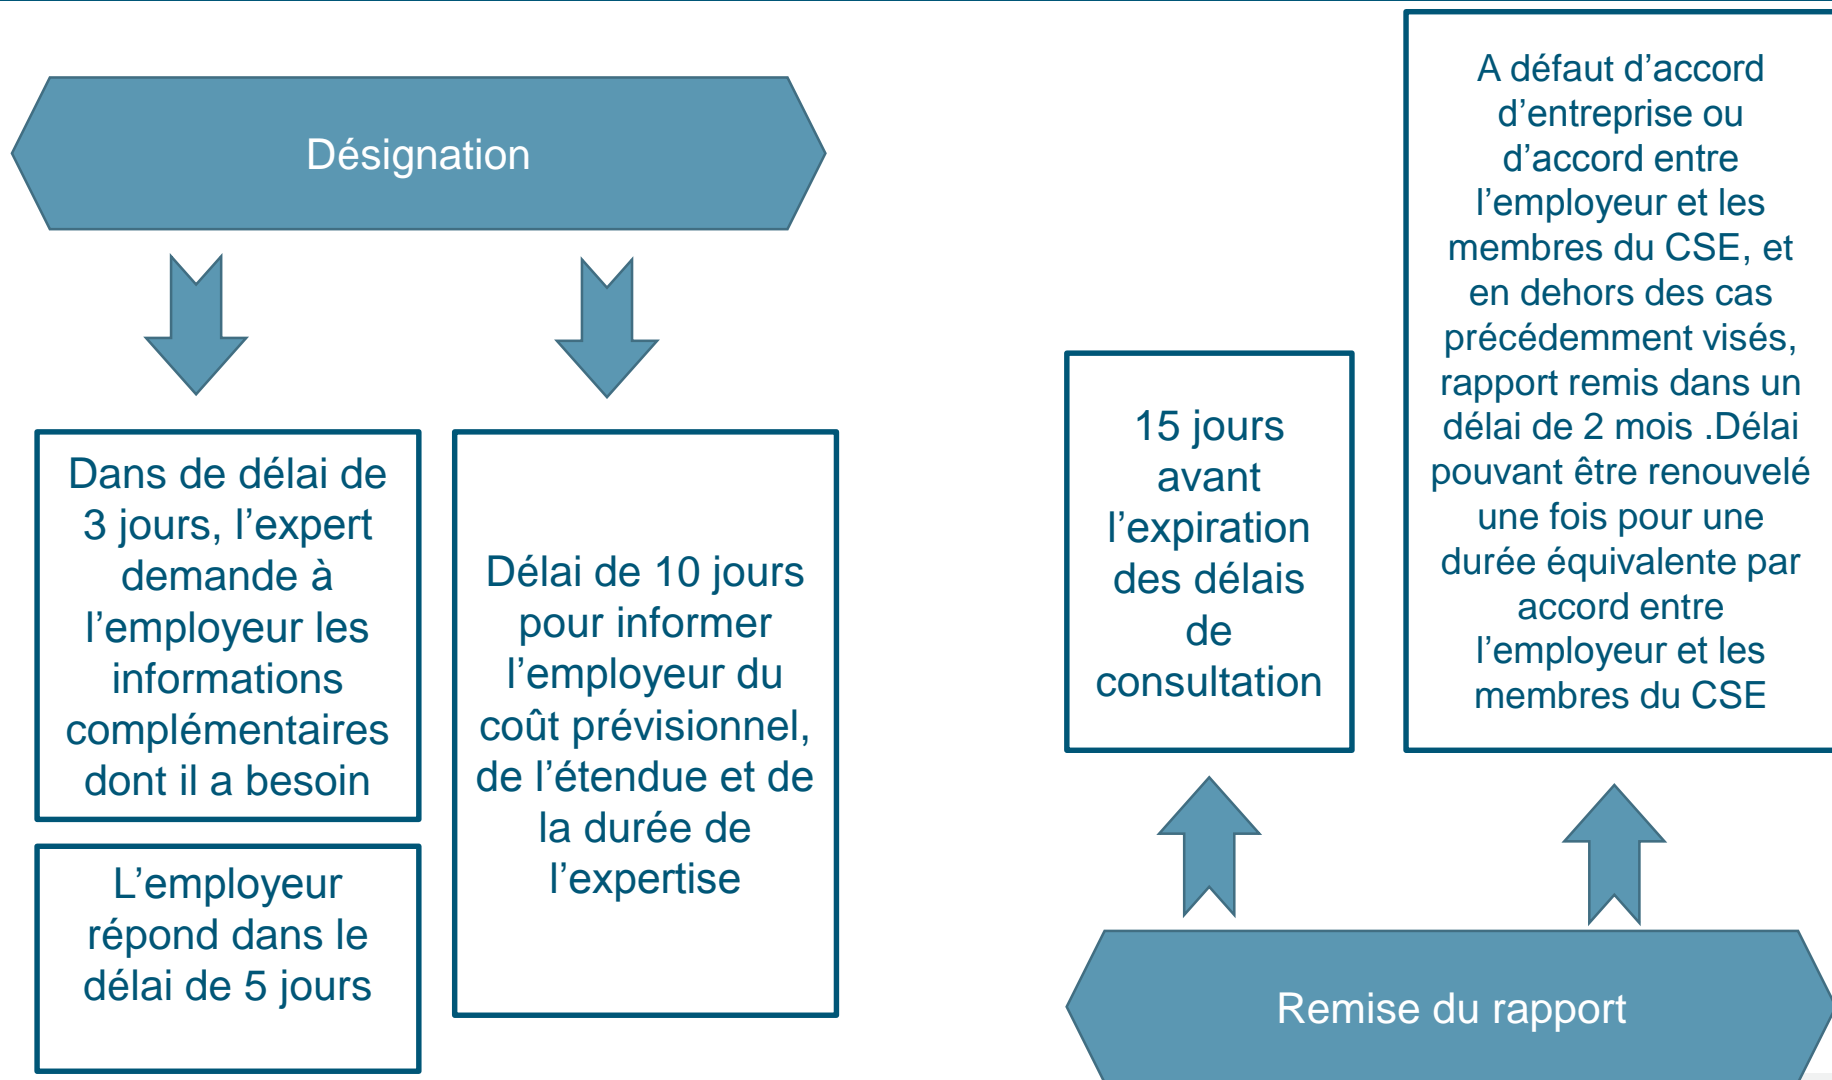 Désignation
Dans de délai de
3 jours, l’expert
demande à
l’employeur les
informations
complémentaires
dont il a besoin
L’employeur
répond dans le
délai de 5 jours
Délai de 10 jours
pour informer
l’employeur du
coût prévisionnel,
de l’étendue et de
la durée de
l’expertise
15 jours
avant
l’expiration
des délais
de
consultation
A défaut d’accord
d’entreprise ou
d’accord entre
l’employeur et les
membres du CSE, et
en dehors des cas
précédemment visés,
rapport remis dans un
délai de 2 mois .Délai
pouvant être renouvelé
une fois pour une
durée équivalente par
accord entre
l’employeur et les
membres du CSE
Remise du rapport